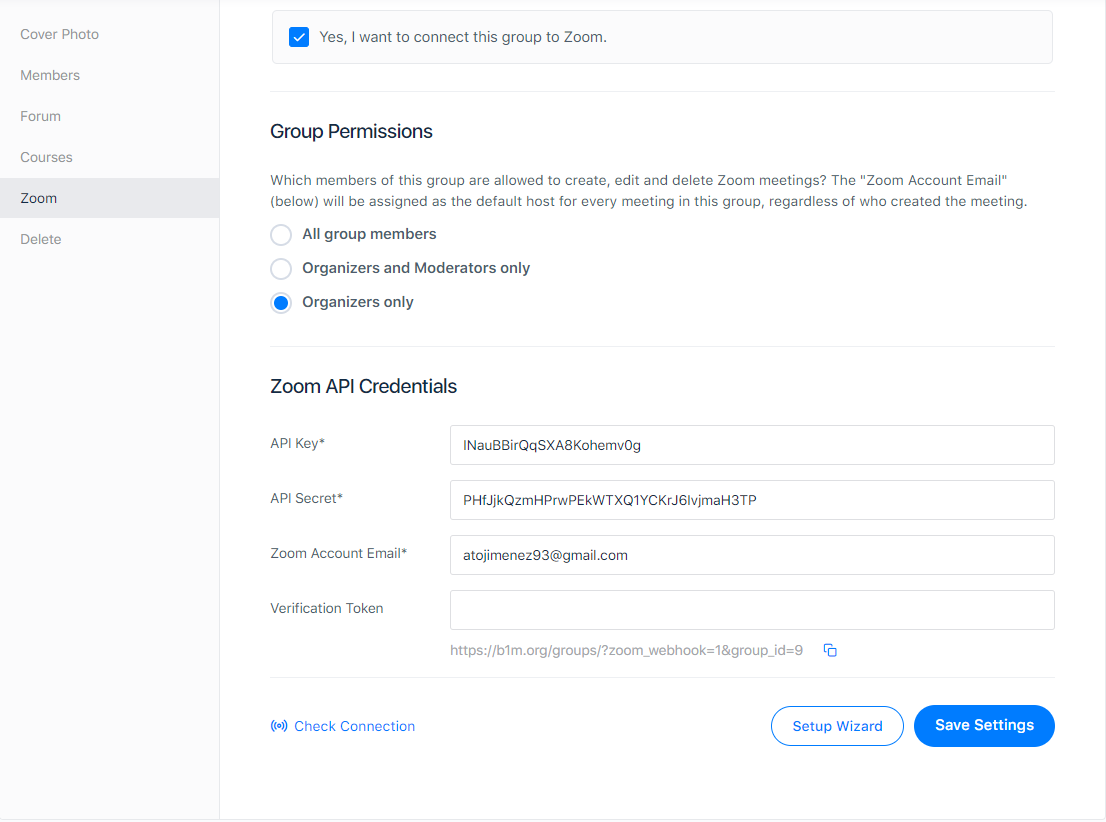 Cover Photo
Members
Forum
Courses
Zoom
Delete
Yes, I want to connect this group to Zoom.
Group Permissions
Which members of this group are allowed to create, edit and delete Zoom meetings? The "Zoom Account Email"
(below) will be assigned as the default host for every meeting in this group, regardless of who created the meeting.
All group members
Organizers and Moderators only
Organizers only
Zoom API Credentials
API Key*
INauBBirQqSXA8Kohemv0g
API Secret*
PHfJjkQzmHPrwPEkWTXQ1YCKrJ6IvjmaH3TP
Zoom Account Email*
atojimenez93@gmail.com
Verification Token
https://b1m.org/groups/?zoom_webhook=1&group_id=9
Check Connection
Setup Wizard
Save Settings